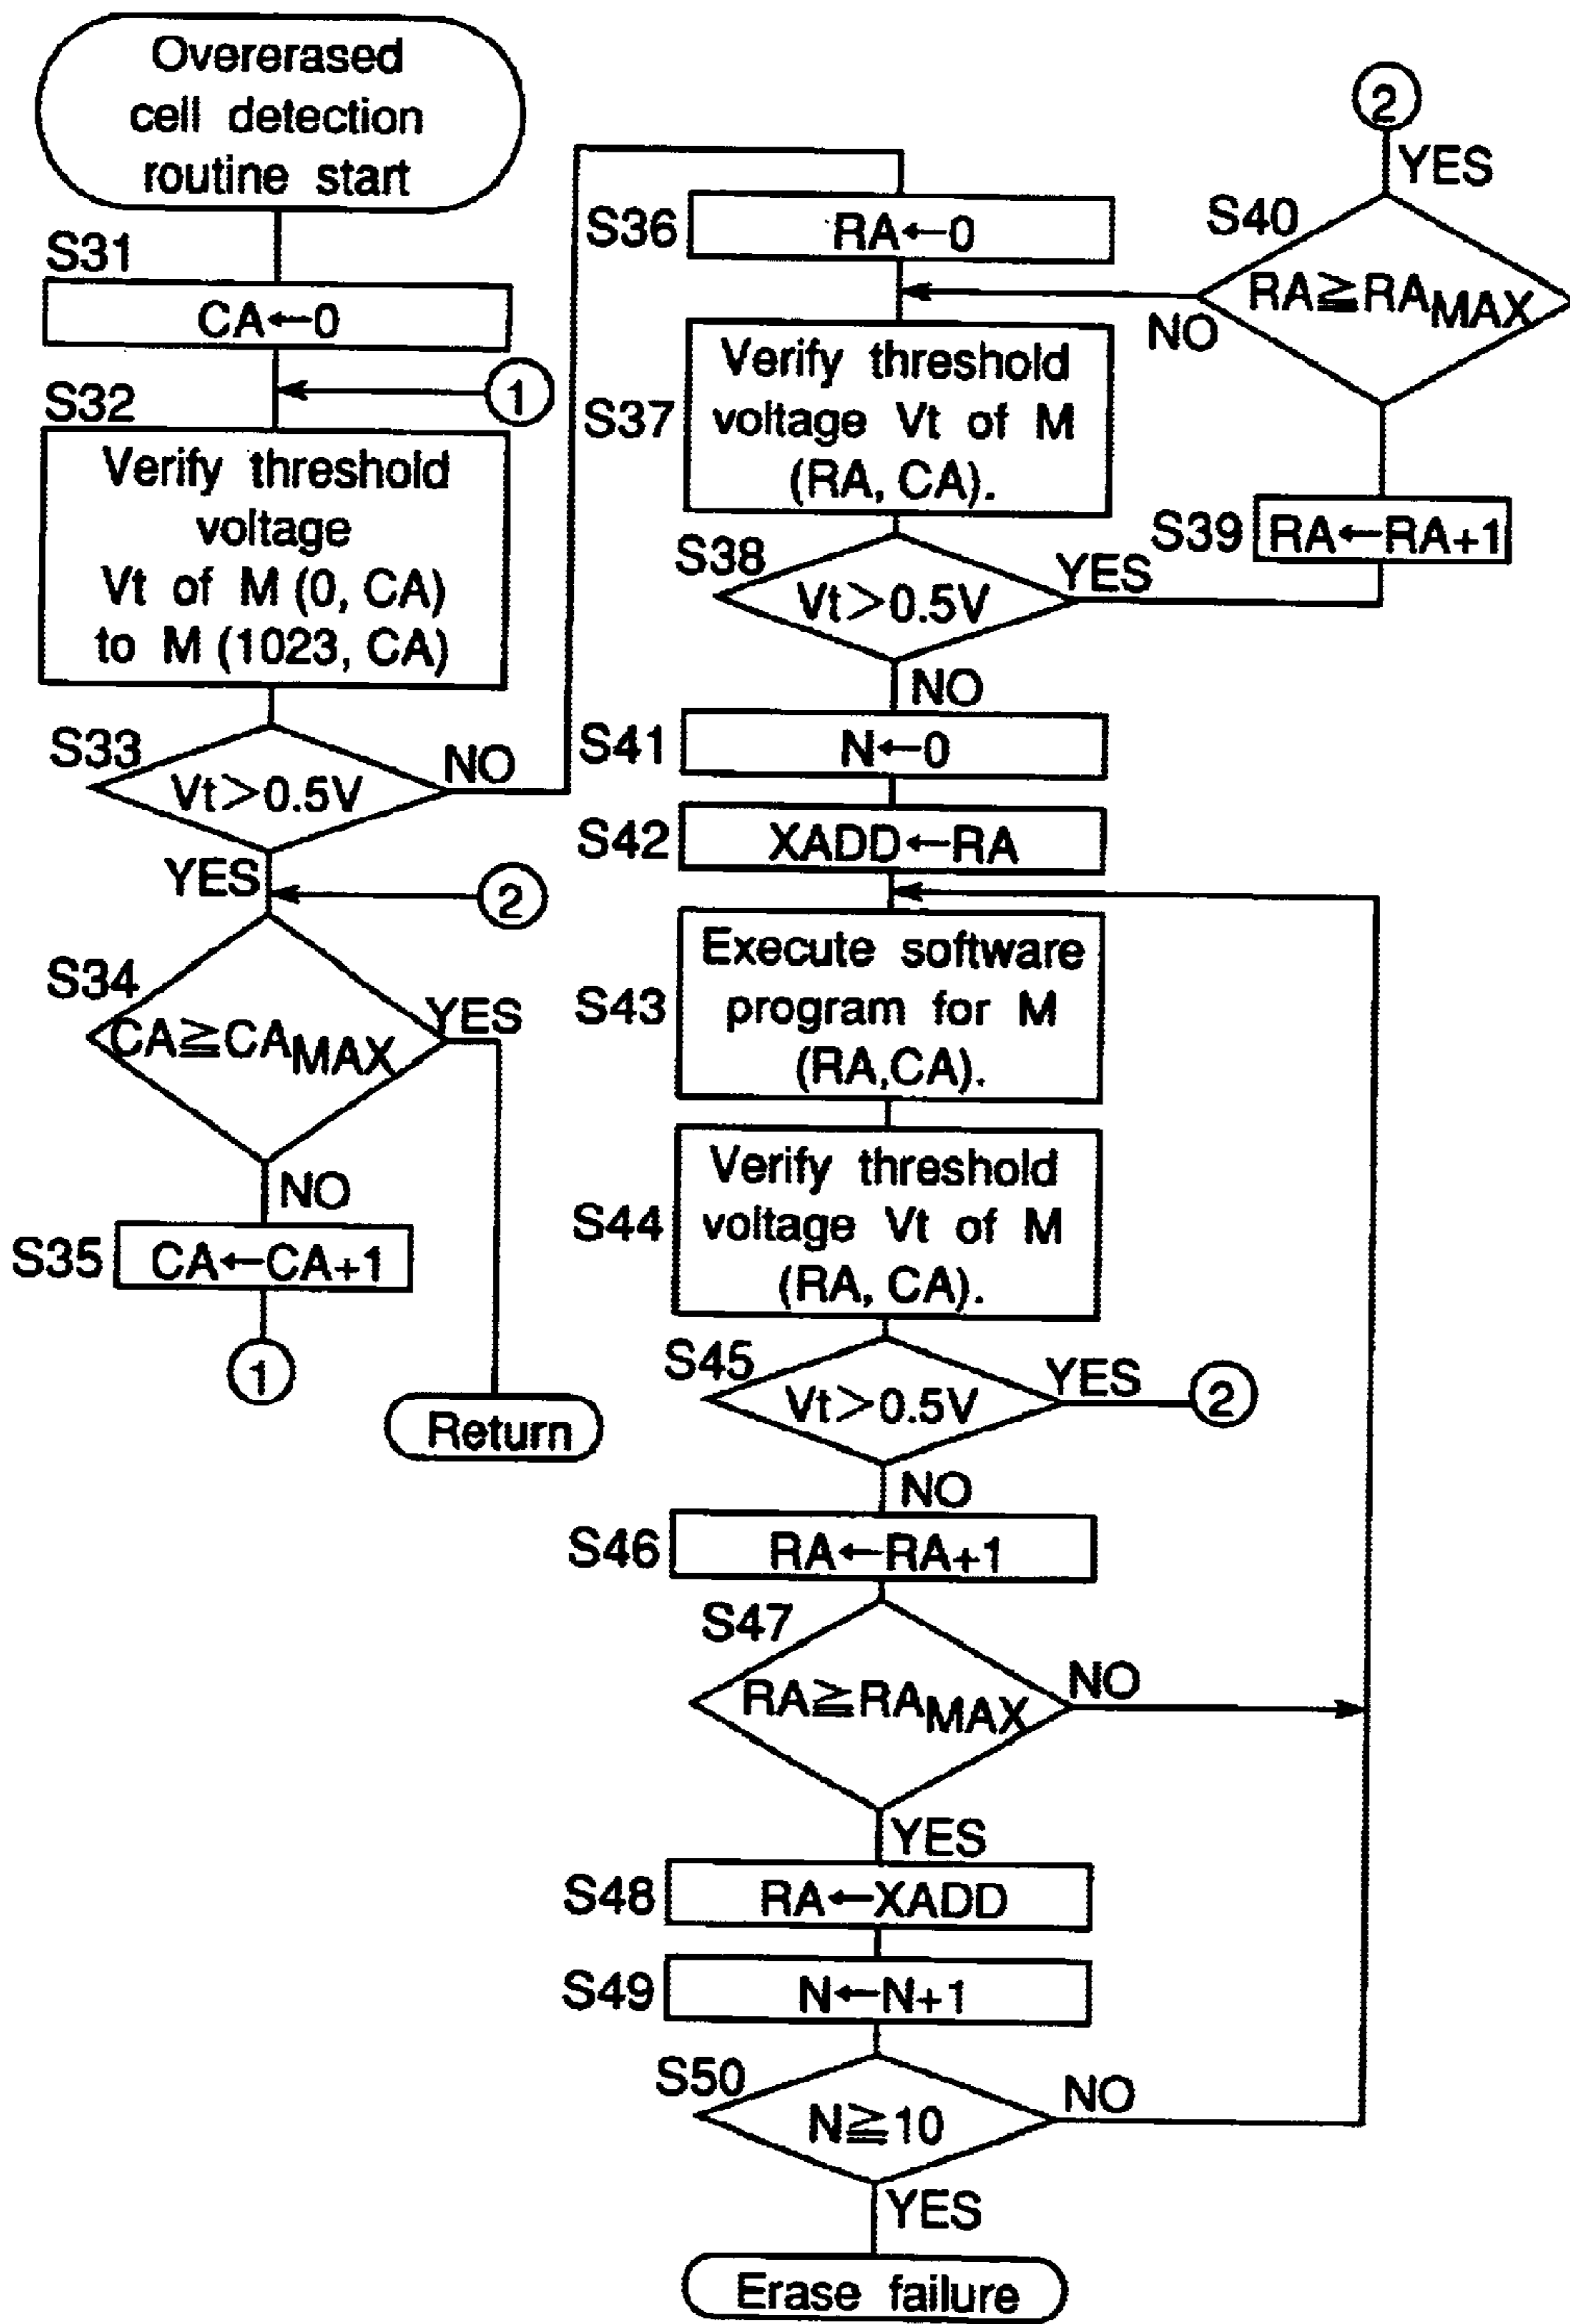 Overerased
cell detection
routine start
S31
CA←0
1
S32
Verify threshold
voltage
Vt of M (0, CA)
to M (1023, CA)
S33
Vt>0.5V
NO
YES
2
S34
CA≧CAMAX
YES
NO
S35
CA←CA+1
1
Return
S36
RA←0
S37
Verify threshold
voltage Vt of M
(RA, CA).
S38
Vt>0.5V
YES
S39
RA←RA+1
S40
RA≧RAMAX
NO
YES
2
NO
S41
N←0
S42
XADD←RA
S43
Execute software
program for M
(RA,CA).
S44
Verify threshold
voltage Vt of M
(RA, CA).
S45
Vt>0.5V
YES
2
NO
S46
RA←RA+1
S47
RA≧RAMAX
NO
YES
S48
RA←XADD
S49
N←N+1
S50
N≧10
NO
YES
Erase failure